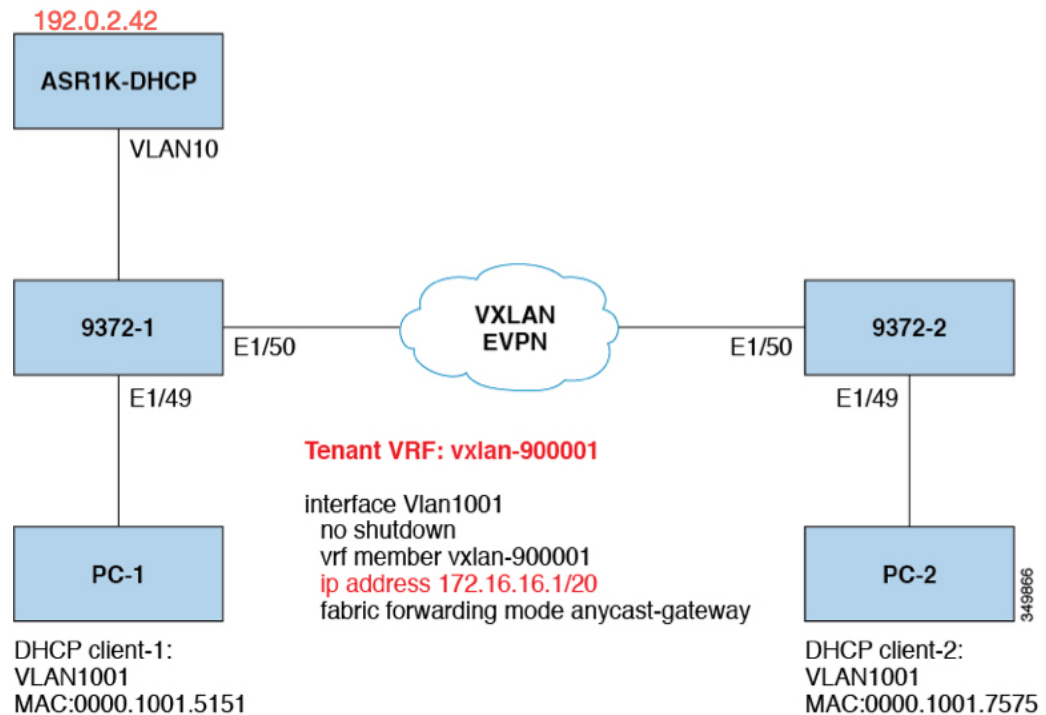 192.0.2.42
ASR1K-DHCP
VLAN10
9372-1
E1/50
VXLAN
EVPN
E1/50
9372-2
E1/49
E1/49
Tenant VRF: vxlan-900001
interface Vlan1001
no shutdown
vrf member vxlan-900001
ip address 172.16.16.1/20
fabric forwarding mode anycast-gateway
PC-1
PC-2
349866
DHCP client-1:
VLAN1001
MAC:0000.1001.5151
DHCP client-2:
VLAN1001
MAC:0000.1001.7575